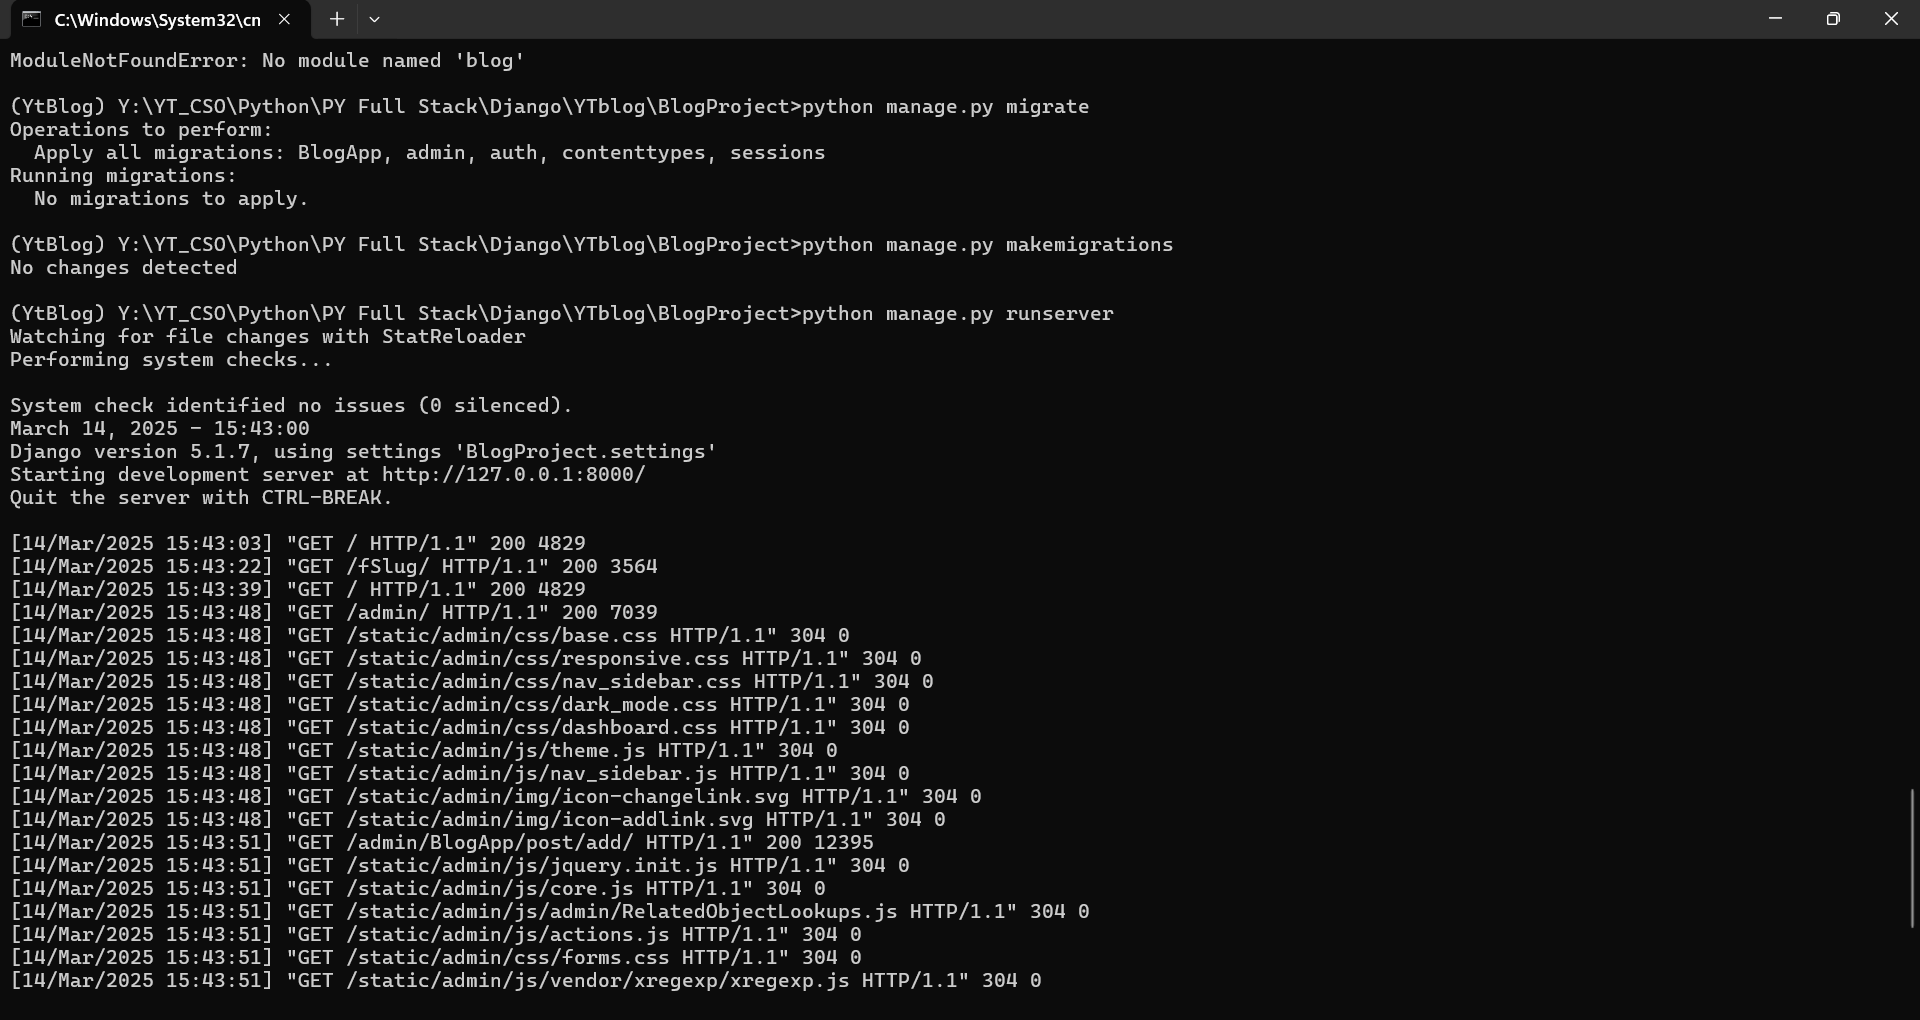 C:\Windows\System32\cn
ModuleNotFoundError: No module named 'blog'
(YtBlog) Y:\YT_CSO\Python\PY Full Stack\Django\YTblog\BlogProject>python manage.py migrate
Operations to perform:
  Apply all migrations: BlogApp, admin, auth, contenttypes, sessions
Running migrations:
  No migrations to apply.
(YtBlog) Y:\YT_CSO\Python\PY Full Stack\Django\YTblog\BlogProject>python manage.py makemigrations
No changes detected
(YtBlog) Y:\YT_CSO\Python\PY Full Stack\Django\YTblog\BlogProject>python manage.py runserver
Watching for file changes with StatReloader
Performing system checks...
System check identified no issues (0 silenced).
March 14, 2025 - 15:43:00
Django version 5.1.7, using settings 'BlogProject.settings'
Starting development server at http://127.0.0.1:8000/
Quit the server with CTRL-BREAK.
[14/Mar/2025 15:43:03] "GET / HTTP/1.1" 200 4829
[14/Mar/2025 15:43:22] "GET /fSlug/ HTTP/1.1" 200 3564
[14/Mar/2025 15:43:39] "GET / HTTP/1.1" 200 4829
[14/Mar/2025 15:43:48] "GET /admin/ HTTP/1.1" 200 7039
[14/Mar/2025 15:43:48] "GET /static/admin/css/base.css HTTP/1.1" 304 0
[14/Mar/2025 15:43:48] "GET /static/admin/css/responsive.css HTTP/1.1" 304 0
[14/Mar/2025 15:43:48] "GET /static/admin/css/nav_sidebar.css HTTP/1.1" 304 0
[14/Mar/2025 15:43:48] "GET /static/admin/css/dark_mode.css HTTP/1.1" 304 0
[14/Mar/2025 15:43:48] "GET /static/admin/css/dashboard.css HTTP/1.1" 304 0
[14/Mar/2025 15:43:48] "GET /static/admin/js/theme.js HTTP/1.1" 304 0
[14/Mar/2025 15:43:48] "GET /static/admin/js/nav_sidebar.js HTTP/1.1" 304 0
[14/Mar/2025 15:43:48] "GET /static/admin/img/icon-changelink.svg HTTP/1.1" 304 0
[14/Mar/2025 15:43:48] "GET /static/admin/img/icon-addlink.svg HTTP/1.1" 304 0
[14/Mar/2025 15:43:51] "GET /admin/BlogApp/post/add/ HTTP/1.1" 200 12395
[14/Mar/2025 15:43:51] "GET /static/admin/js/jquery.init.js HTTP/1.1" 304 0
[14/Mar/2025 15:43:51] "GET /static/admin/js/core.js HTTP/1.1" 304 0
[14/Mar/2025 15:43:51] "GET /static/admin/js/admin/RelatedObjectLookups.js HTTP/1.1" 304 0
[14/Mar/2025 15:43:51] "GET /static/admin/js/actions.js HTTP/1.1" 304 0
[14/Mar/2025 15:43:51] "GET /static/admin/css/forms.css HTTP/1.1" 304 0
[14/Mar/2025 15:43:51] "GET /static/admin/js/vendor/xregexp/xregexp.js HTTP/1.1" 304 0